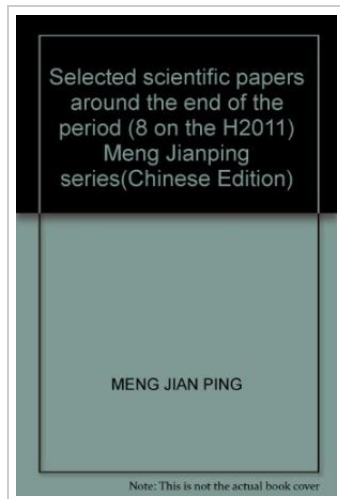 Selected scientific papers
around the end of the
period (8 on the H2011)
Meng Jianping
series(Chinese Edition)
MENG JIAN PING
Note: This is not the actual book cover